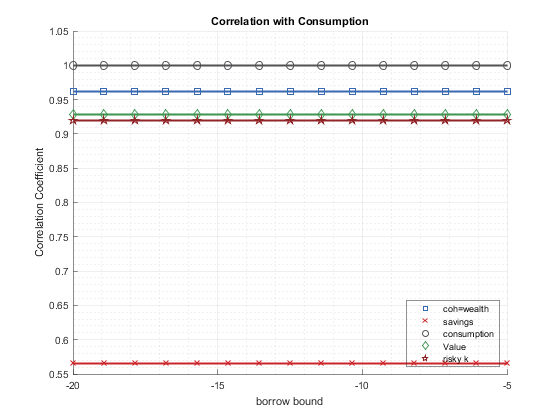 Correlation with Consumption
1.05
1
0.95
0.9
0.85
0.8
0.75
0.7
0.65
0.6
0.55
Correlation Coefficient
-20
-15
-10
-5
borrow bound
coh=wealth
savings
consumption
Value
risky k